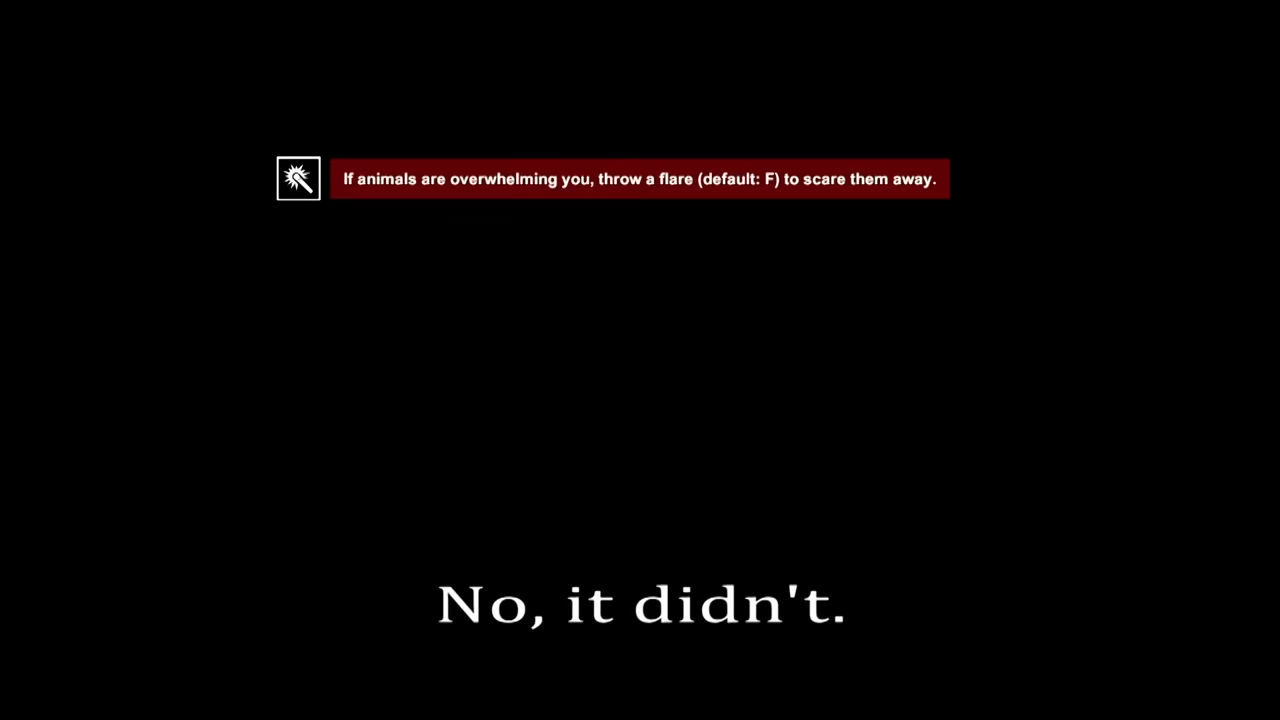 If animals are overwhelming you, throw a flare (default: F) to scare them away.
No, it didn't.